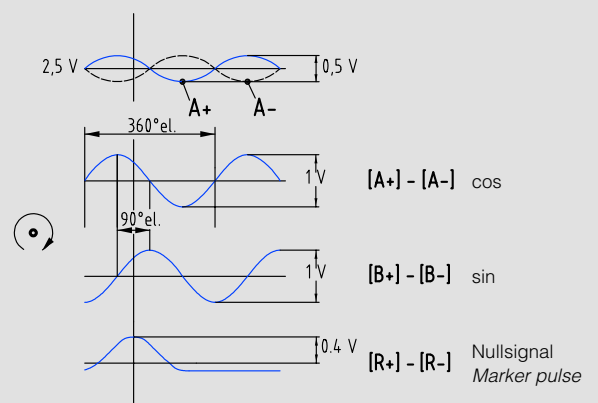 2,5 V
0,5 V
A+ A-
360°el.
1 V
[A+] - [A-] cos
90°el.
1 V
[B+] - [B-] sin
0.4 V
[R+] - [R-] Nullsignal
Marker pulse